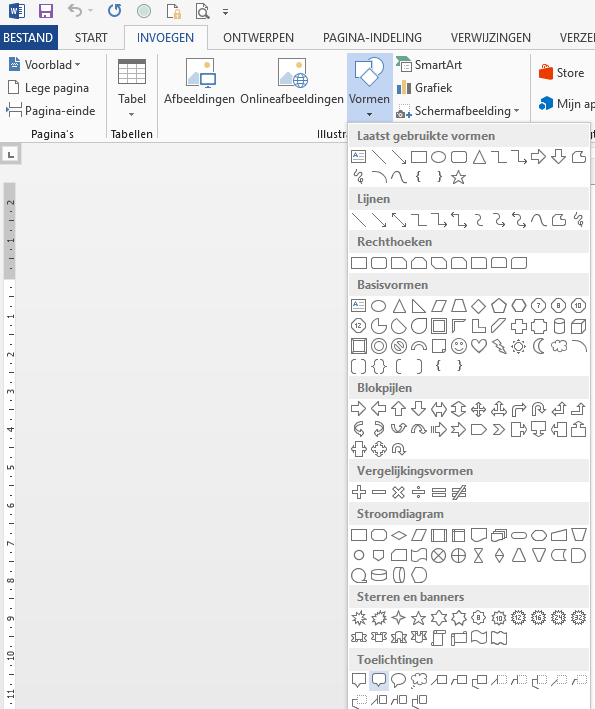 BESTAND START INVOEGEN ONTWERPEN PAGINA-INDELING VERWIJZINGEN VERZE
Voorblad
Lege pagina
Pagina-einde
Pagina's
Tabel
Tabellen
Afbeeldingen Onlineafbeeldingen Vormen
SmartArt
Grafiek
Schermafbeelding
Illustr
Store
Mijn ap
Laatst gebruikte vormen
Lijnen
Rechthoeken
Basisvormen
Blokpijlen
Vergelijkingsvormen
Stroomdiagram
Sterren en banners
Toelichtingen